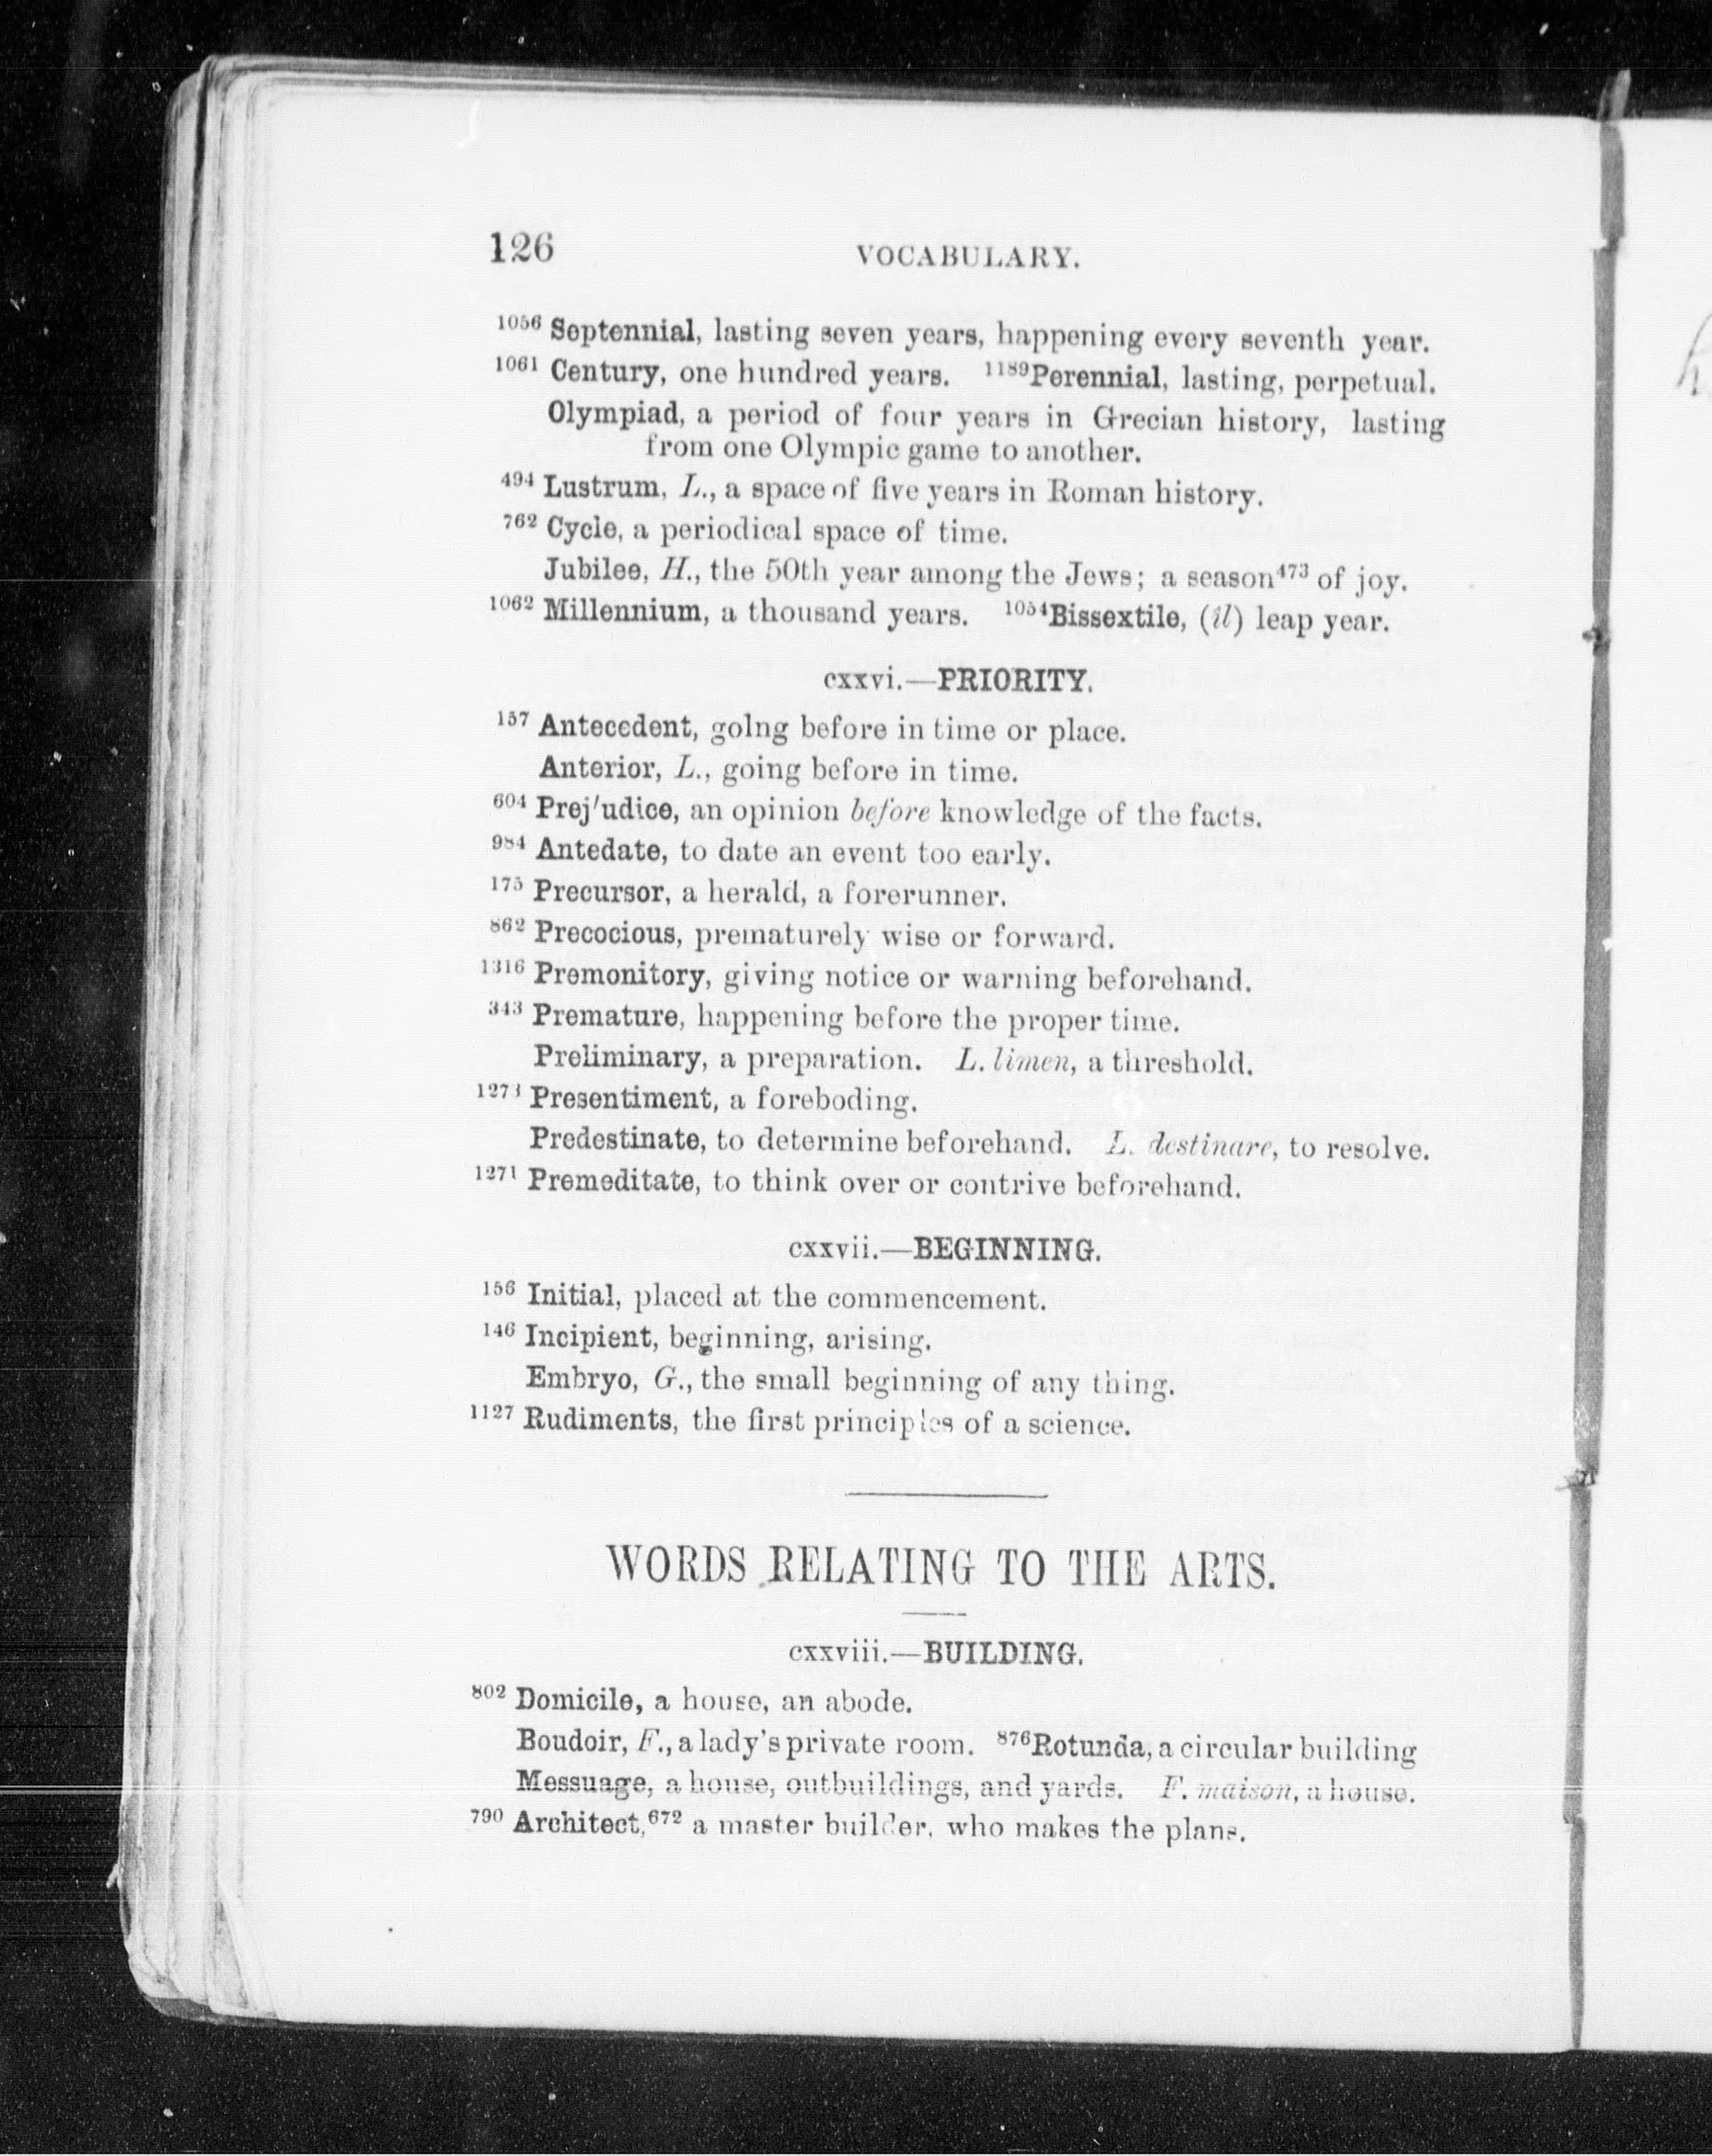 126
VOCABULARY.
1056 Septennial, lasting seven years, happening every seventh year.
1061 Century, one hundred years. 1189Perennial, lasting, perpetual.
Olympiad, a period of four years in Grecian history, lasting
from one Olympic game to another.
494 Lustrum, L., a space of five years in Roman history.
762 Cycle, a periodical space of time.
Jubilee, H., the 50th year among the Jews; a season473 of joy.
1062 Millennium, a thousand years. 1054Bissextile, (il) leap year.
cxxvi.—PRIORITY.
157 Antecedent, going before in time or place.
Anterior, L., going before in time.
604 Prej'udice, an opinion before knowledge of the facts.
984 Antedate, to date an event too early.
175 Precursor, a herald, a forerunner.
862 Precocious, prematurely wise or forward.
1316 Premonitory, giving notice or warning beforehand.
343 Premature, happening before the proper time.
Preliminary, a preparation. L. limen, a threshold.
1273 Presentiment, a foreboding.
Predestinate, to determine beforehand. L. destinare, to resolve.
1271 Premeditate, to think over or contrive beforehand.
cxxvii.—BEGINNING.
156 Initial, placed at the commencement.
146 Incipient, beginning, arising.
Embryo, G., the small beginning of any thing.
1127 Rudiments, the first principles of a science.
WORDS RELATING TO THE ARTS.
cxxviii.—BUILDING.
802 Domicile, a house, an abode.
Boudoir, F., a lady's private room. 876Rotunda, a circular building
Messuage, a house, outbuildings, and yards. F. maison, a house.
790 Architect,672 a master builder, who makes the plans.